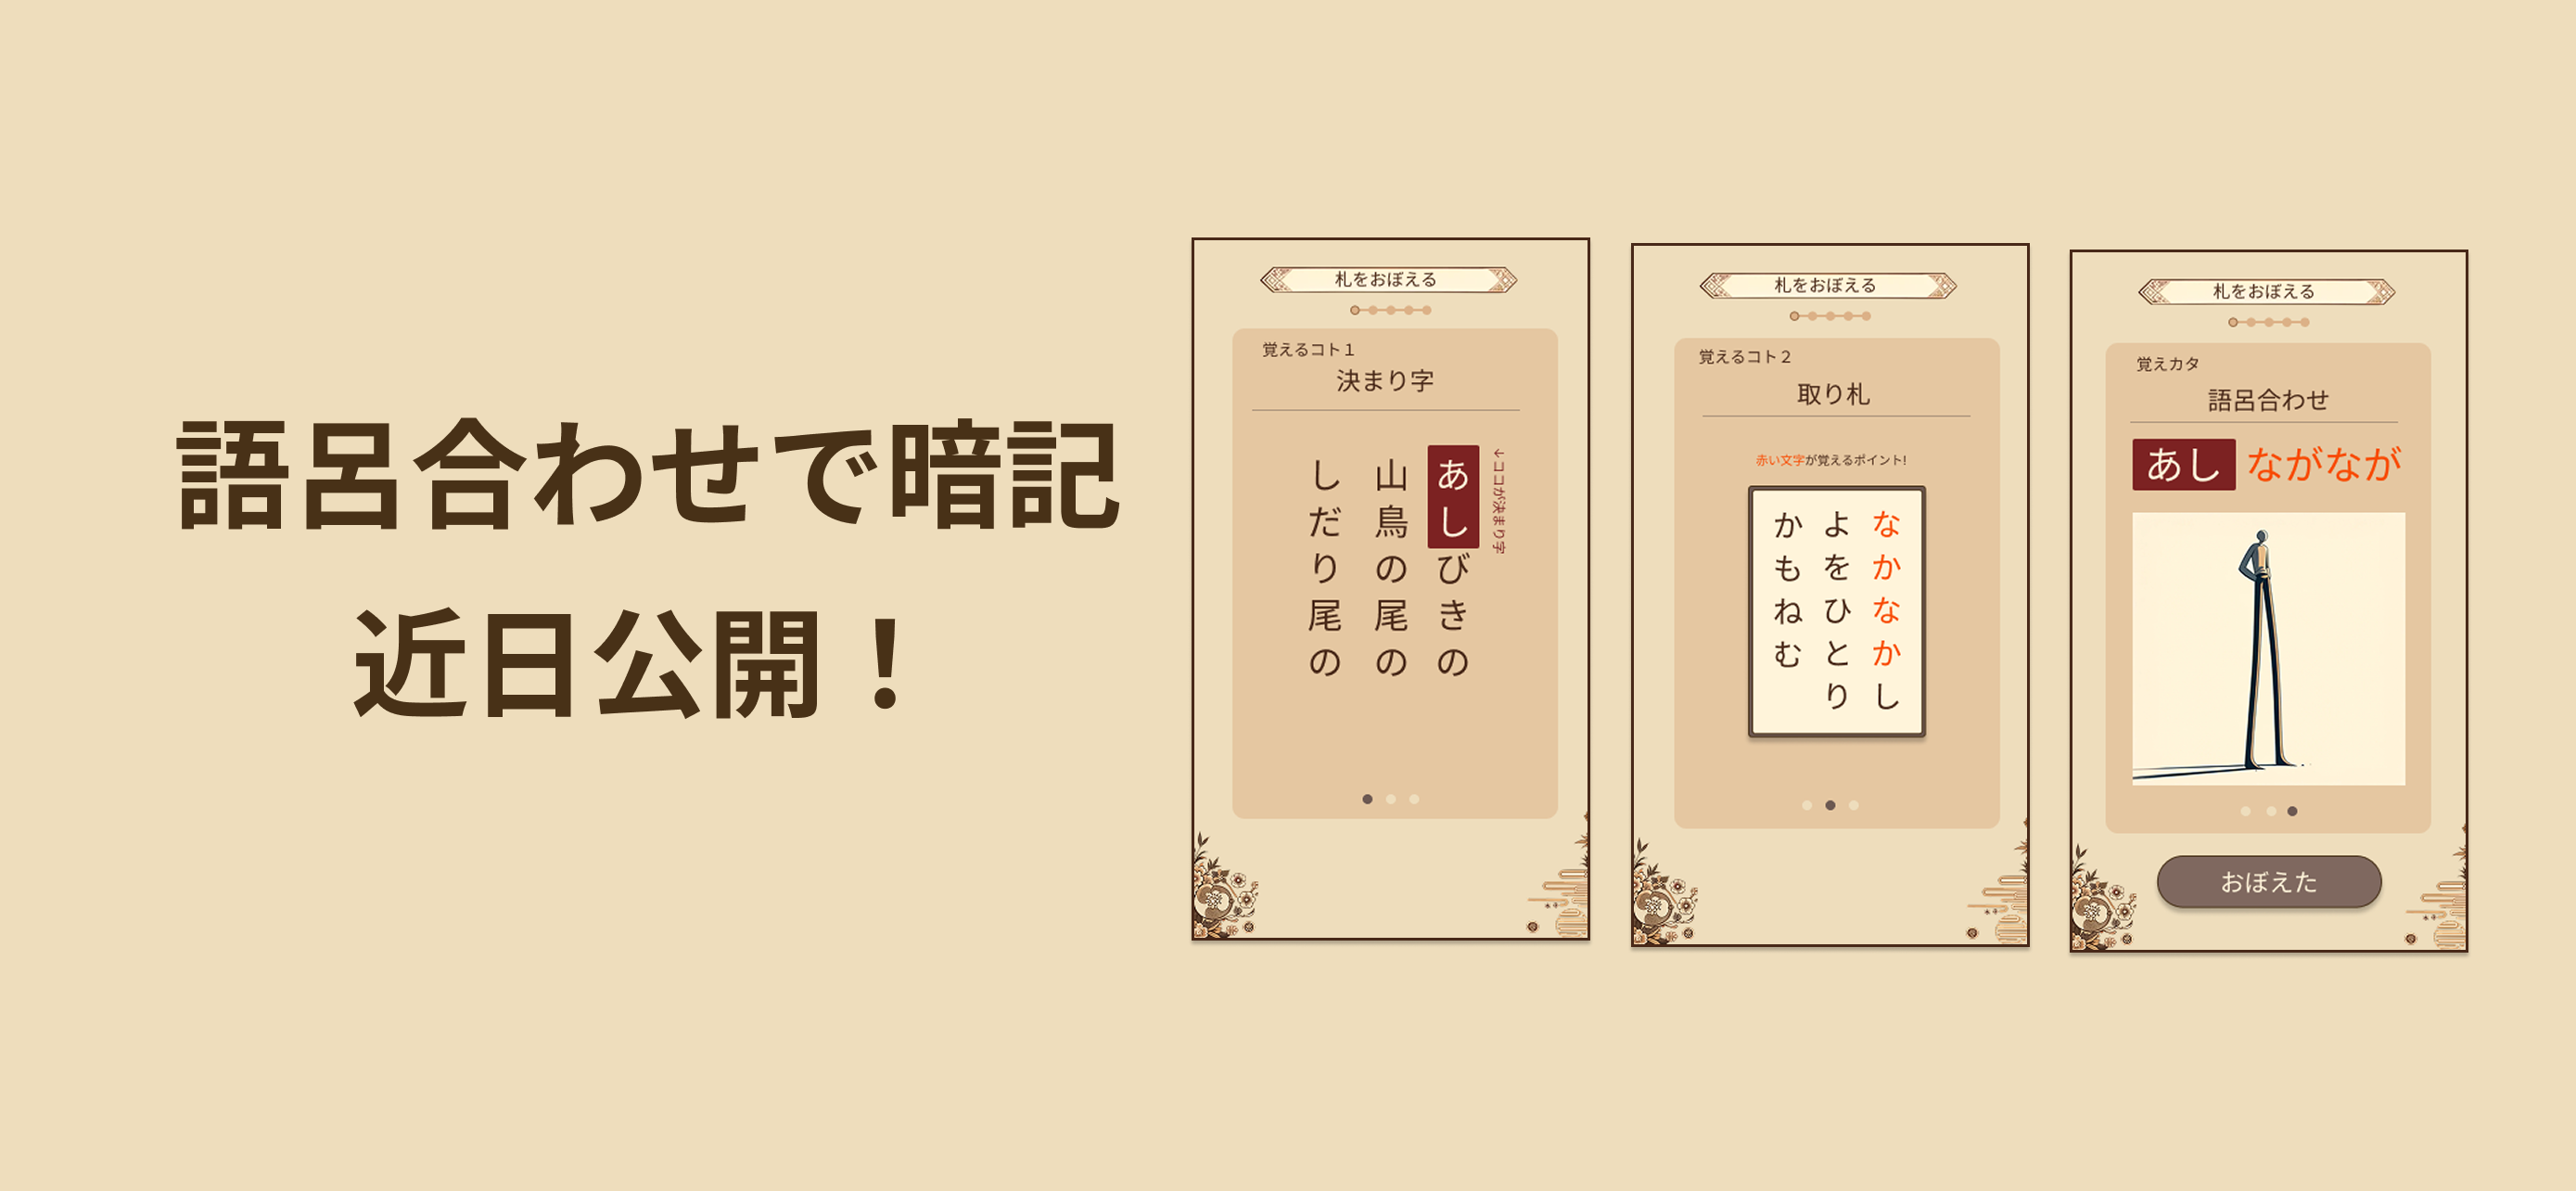 語呂合わせで暗記
近日公開！
札をおぼえる
覚えるコト１
決まり字
↓ココが決まり字
あしびきの
山鳥の尾の
しだり尾の
札をおぼえる
覚えるコト２
取り札
赤い文字が覚えるポイント!
なかなかし
よをひとり
かもねむ
札をおぼえる
覚えカタ
語呂合わせ
あし ながなが
おぼえた